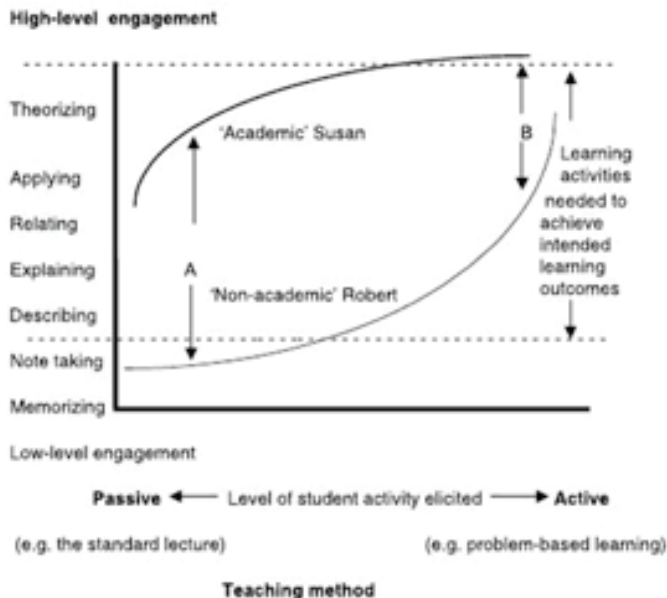 High-level engagement
Theorizing
'Academic' Susan
B
Learning
activities
needed to
achieve
intended
learning
outcomes
Applying
Relating
Explaining
A
'Non-academic' Robert
Describing
Note taking
Memorizing
Low-level engagement
Passive Level of student activity elicited Active
(e.g. the standard lecture) (e.g. problem-based learning)
Teaching method